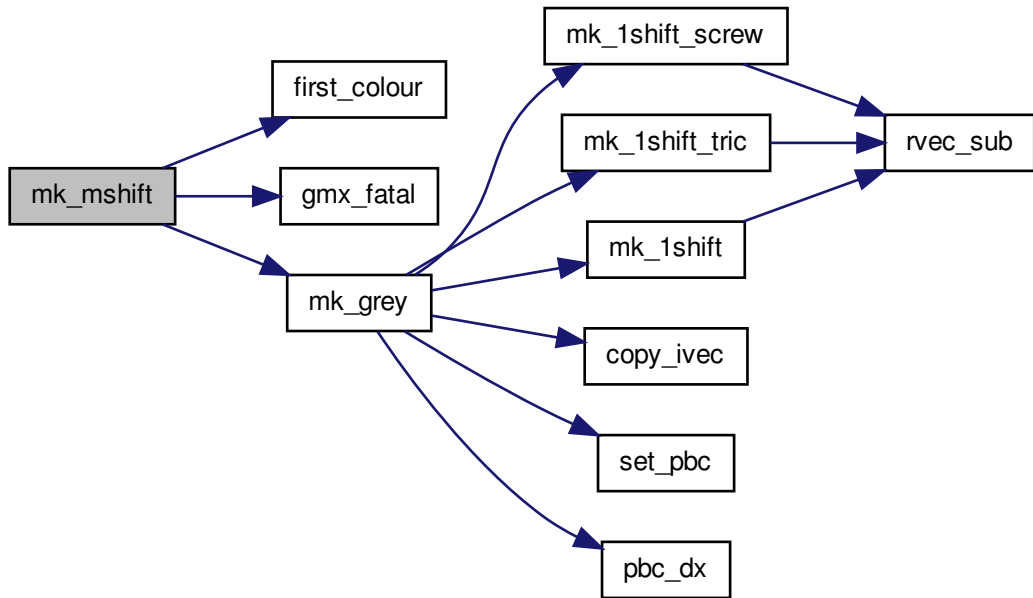 mk_mshift
first_colour
gmx_fatal
mk_grey
mk_1shift_screw
mk_1shift_tric
mk_1shift
copy_ivec
set_pbc
pbc_dx
rvec_sub